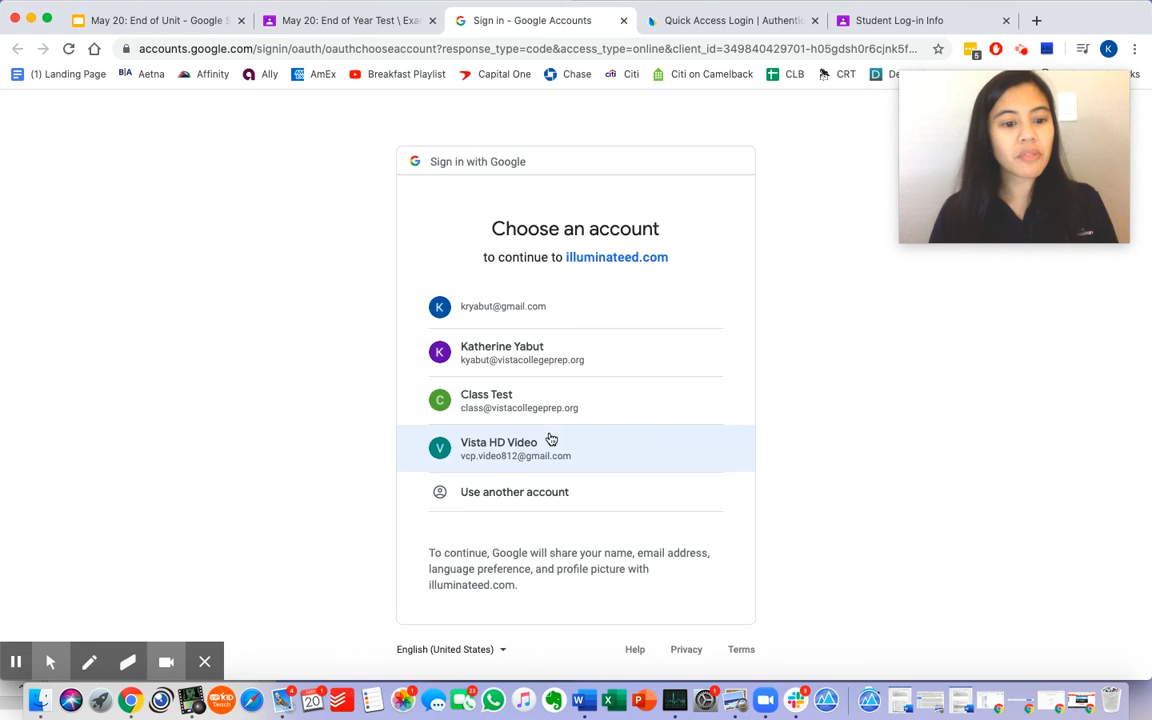 May 20: End of Unit - Google S
May 20: End of Year Test \ Exa
Sign in - Google Accounts
Quick Access Login | Authentic
Student Log-in Info
accounts.google.com/signin/oauth/oauthchooseaccount?response_type=code&access_type=online&client_id=349840429701-h05gdsh0r6cjnk5f...
5
K
(1) Landing Page
B|A Aetna
Affinity
Ally
AmEx
Breakfast Playlist
Capital One
Chase
citi Citi
Citi on Camelback
CLB
CRT
Sign in with Google
Choose an account
to continue to illuminateed.com
K
kryabut@gmail.com
K
Katherine Yabut
kyabut@vistacollegeprep.org
C
Class Test
class@vistacollegeprep.org
V
Vista HD Video
vcp.video812@gmail.com
Use another account
To continue, Google will share your name, email address,
language preference, and profile picture with
illuminateed.com.
English (United States)
Help
Privacy
Terms